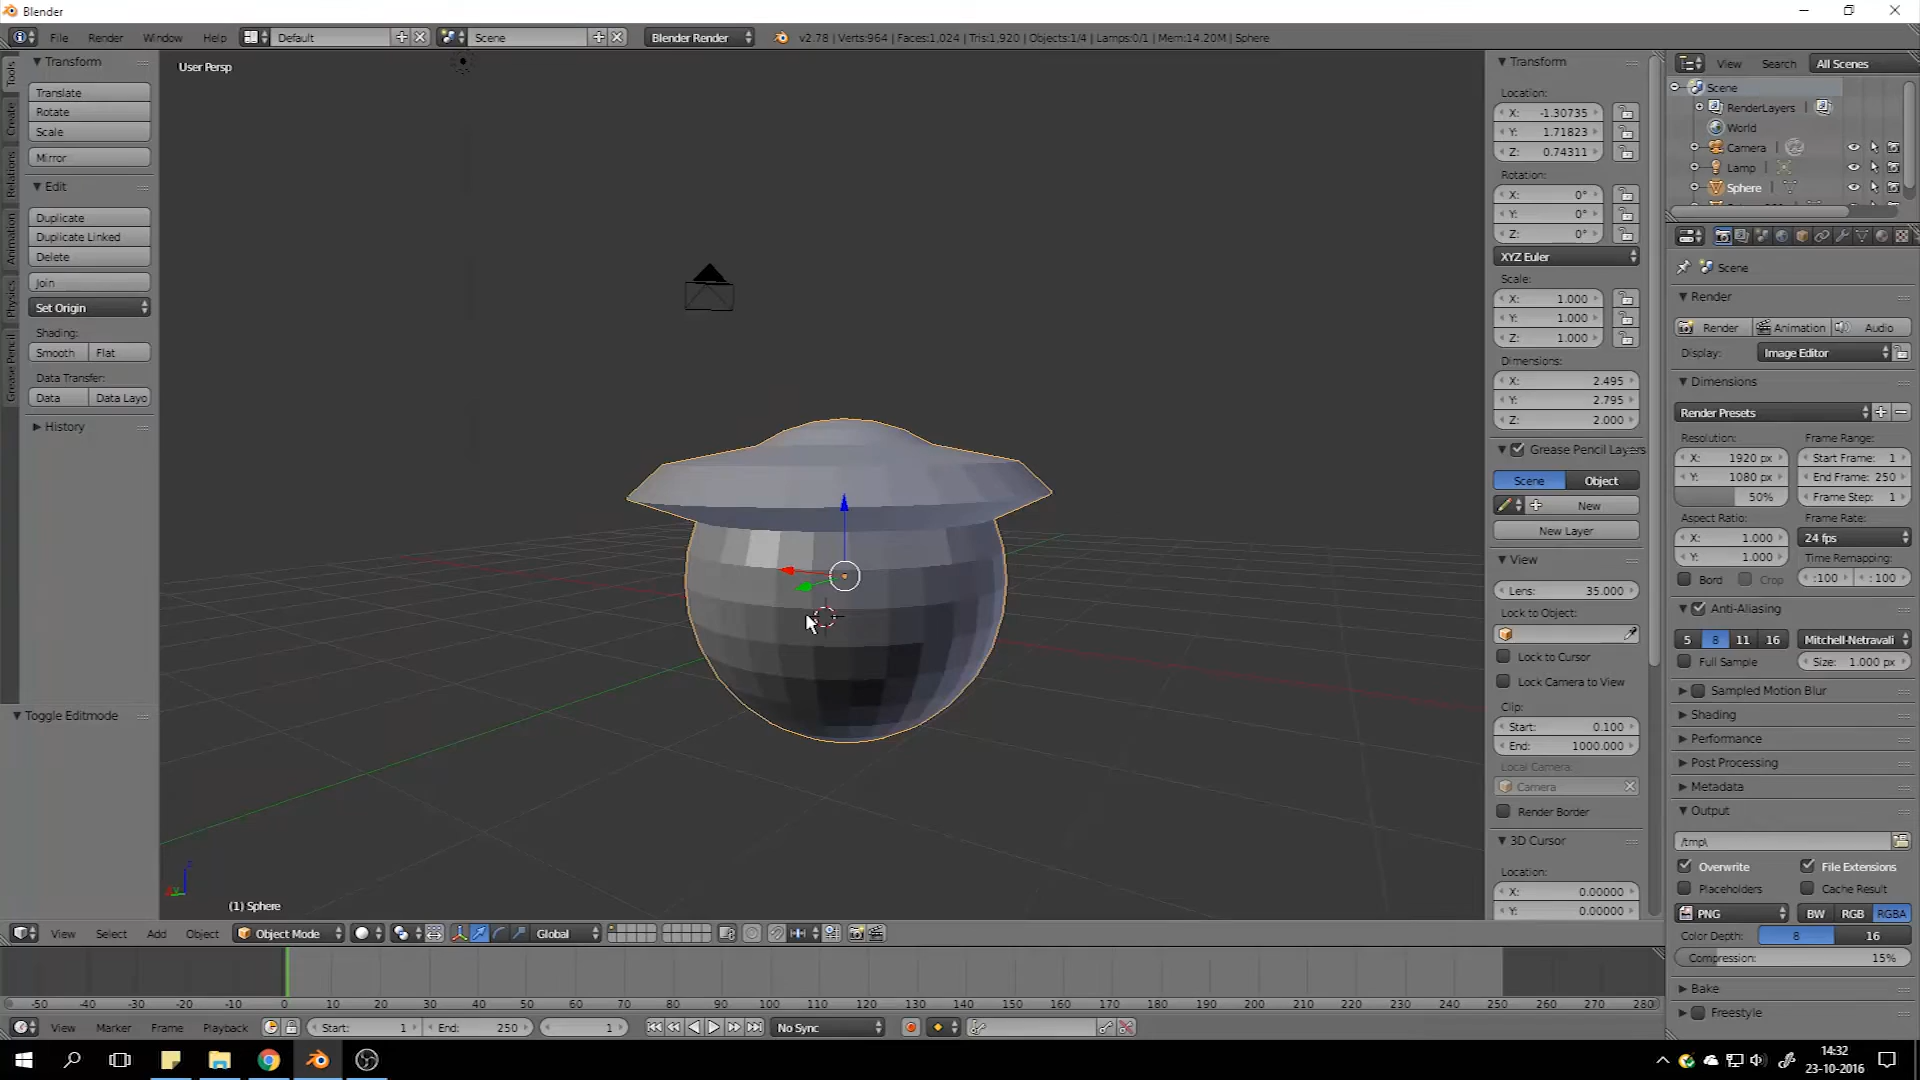 Blender
File Render Window Help Default Scene Blender Render v2.78 | Verts:964 | Faces:1,024 | Tris:1,920 | Objects:1/4 | Lamps:0/1 | Mem:14.20M | Sphere
Tools
Create
Relations
Animation
Physics
Grease Pencil
Transform
Translate
Rotate
Scale
Mirror
Edit
Duplicate
Duplicate Linked
Delete
Join
Set Origin
Shading:
Smooth Flat
Data Transfer:
Data Data Layo
History
Toggle Editmode
User Persp
(1) Sphere
Transform
Location:
X: -1.30735
Y: 1.71823
Z: 0.74311
Rotation:
X: 0°
Y: 0°
Z: 0°
XYZ Euler
Scale:
X: 1.000
Y: 1.000
Z: 1.000
Dimensions:
X: 2.495
Y: 2.795
Z: 2.000
Grease Pencil Layers
Scene Object
New
New Layer
View
Lens: 35.000
Lock to Object:
Lock to Cursor
Lock Camera to View
Clip:
Start: 0.100
End: 1000.000
Local Camera:
Camera
Render Border
3D Cursor
Location:
X: 0.00000
Y: 0.00000
View Search All Scenes
Scene
RenderLayers
World
Camera
Lamp
Sphere
Scene
Render
Render Animation Audio
Display: Image Editor
Dimensions
Render Presets
Resolution: Frame Range:
X: 1920 px Start Frame: 1
Y: 1080 px End Frame: 250
50% Frame Step: 1
Aspect Ratio: Frame Rate:
X: 1.000 24 fps
Y: 1.000 Time Remapping:
Bord Crop :100 :100
Anti-Aliasing
5 8 11 16 Mitchell-Netravali
Full Sample Size: 1.000 px
Sampled Motion Blur
Shading
Performance
Post Processing
Metadata
Output
/tmp\
Overwrite File Extensions
Placeholders Cache Result
PNG BW RGB RGBA
Color Depth: 8 16
Compression: 15%
Bake
Freestyle
View Select Add Object Object Mode Global
-50 -40 -30 -20 -10 0 10 20 30 40 50 60 70 80 90 100 110 120 130 140 150 160 170 180 190 200 210 220 230 240 250 260 270 280
View Marker Frame Playback Start: 1 End: 250 1 No Sync
14:32
23-10-2016